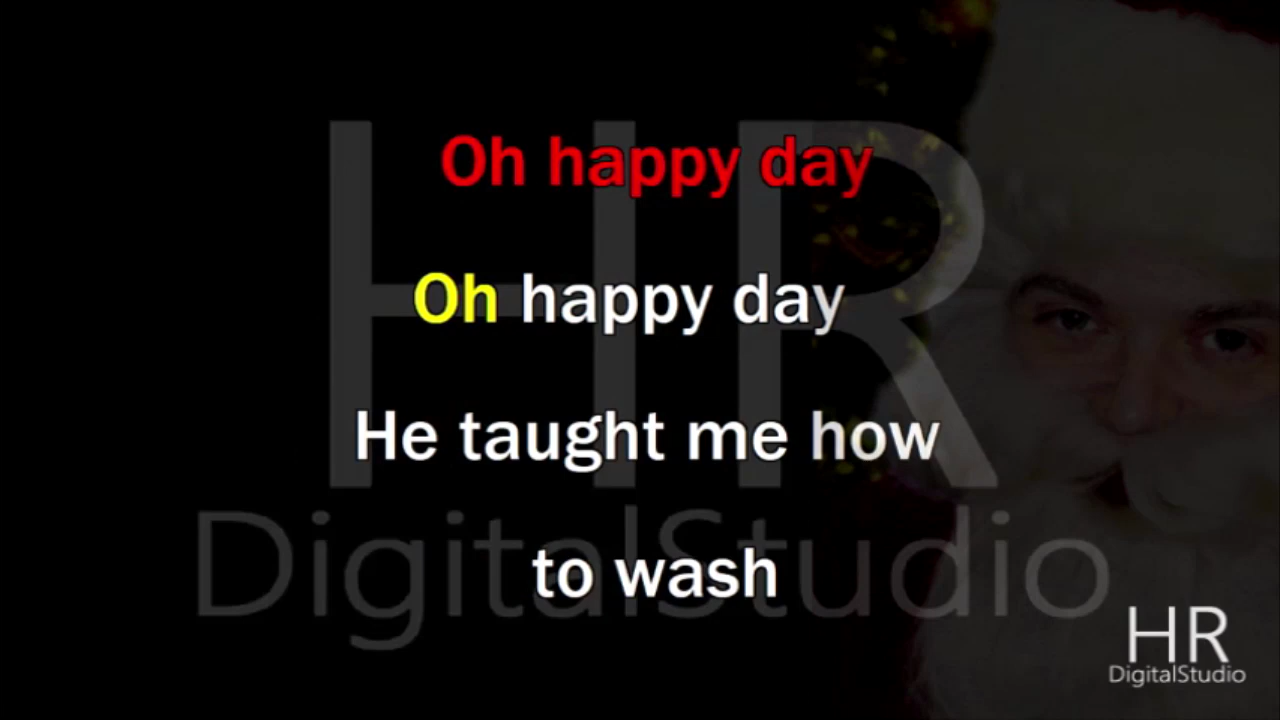 Oh happy day
Oh happy day
He taught me how
to wash
HR
DigitalStudio
HR
DigitalStudio